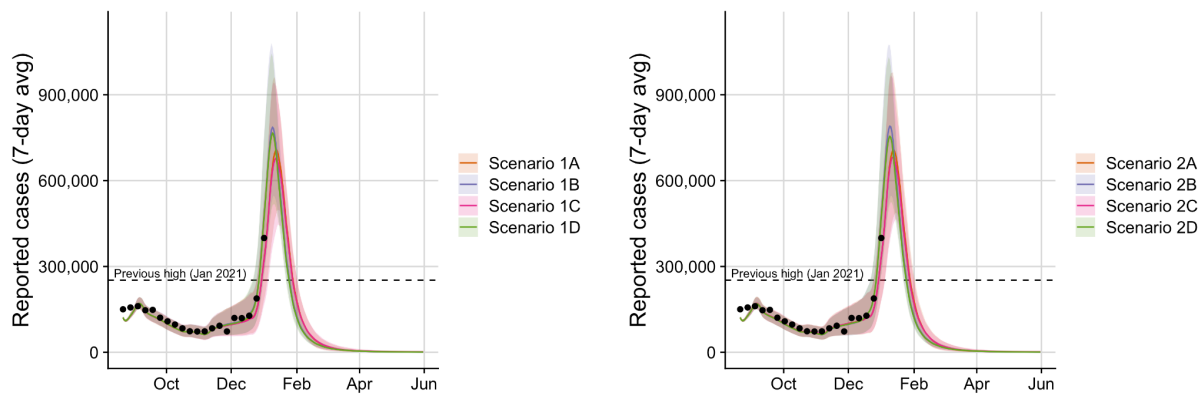 Reported cases (7-day avg)
900,000
600,000
300,000
0
Previous high (Jan 2021)
Oct Dec Feb Apr Jun
Scenario 1A
Scenario 1B
Scenario 1C
Scenario 1D
Reported cases (7-day avg)
900,000
600,000
300,000
0
Previous high (Jan 2021)
Oct Dec Feb Apr Jun
Scenario 2A
Scenario 2B
Scenario 2C
Scenario 2D